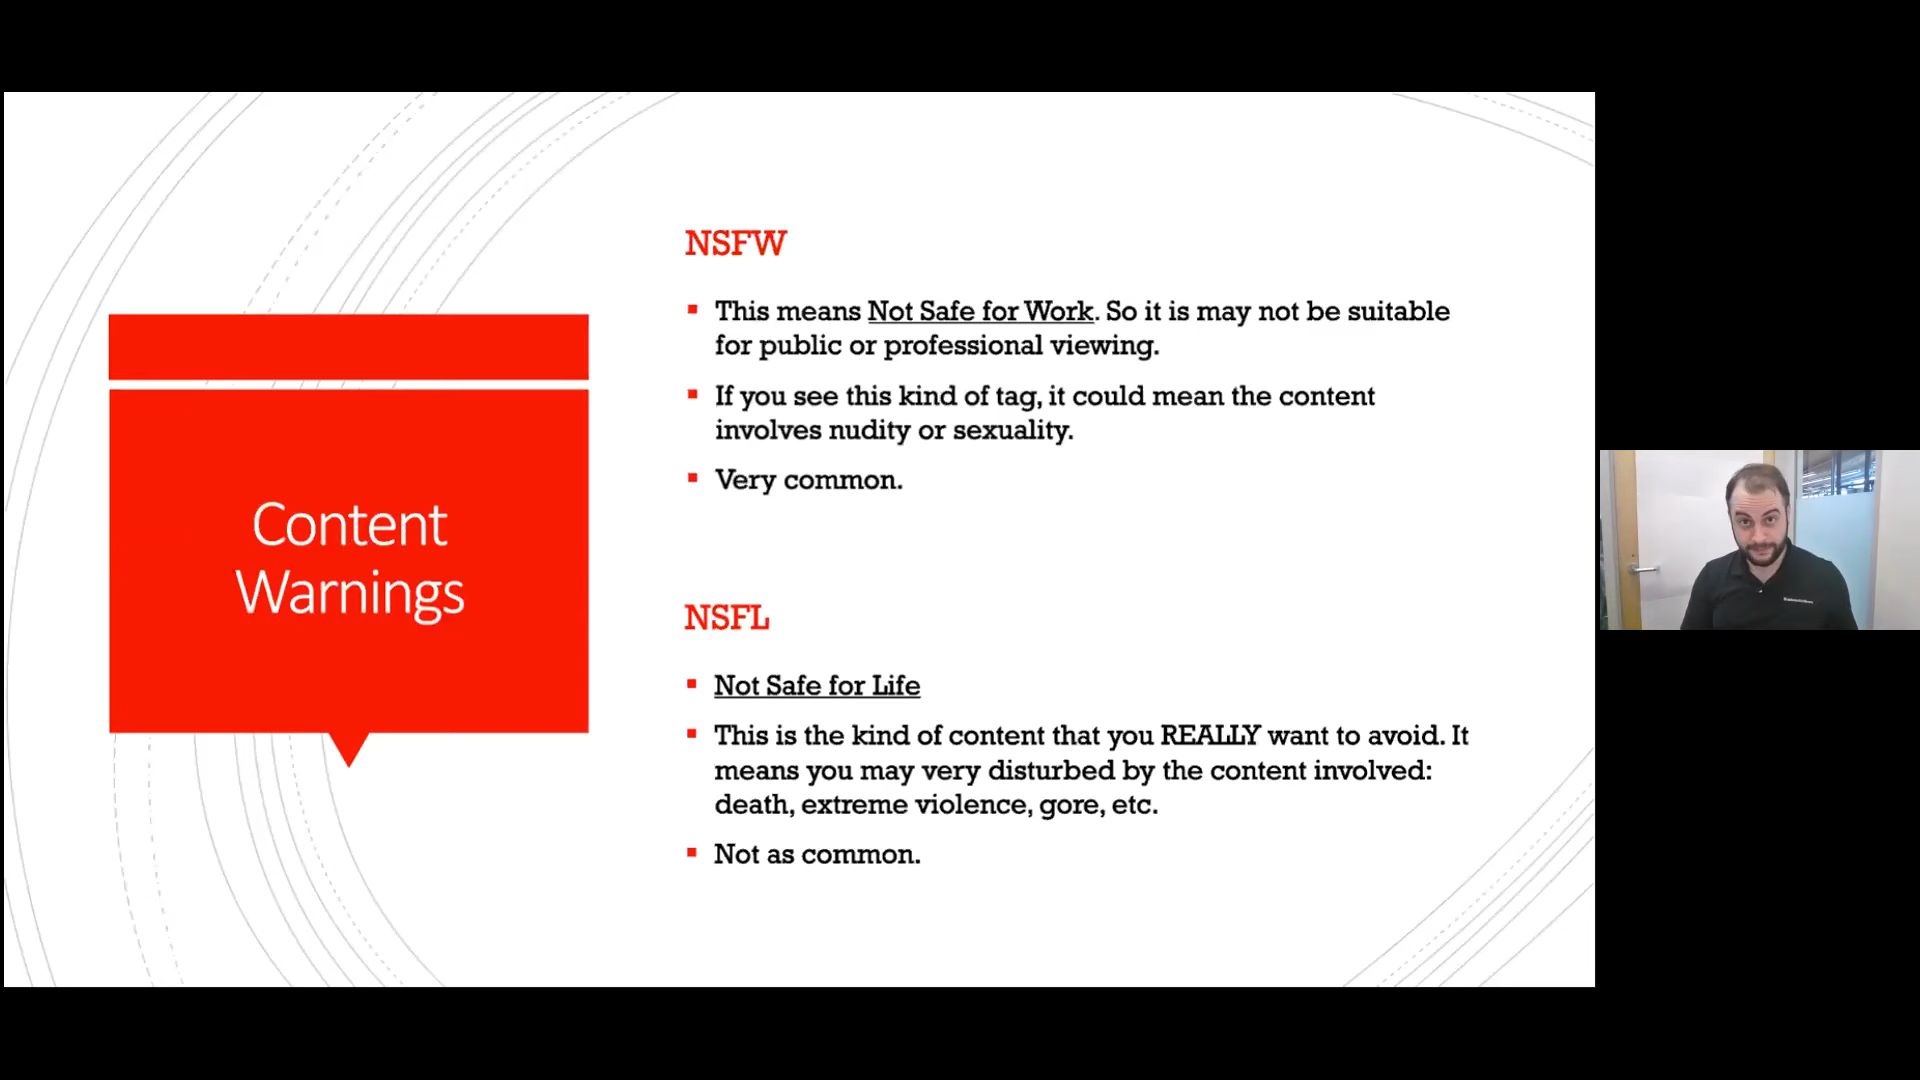 Content
Warnings
NSFW
This means Not Safe for Work. So it is may not be suitable
for public or professional viewing.
If you see this kind of tag, it could mean the content
involves nudity or sexuality.
Very common.
NSFL
Not Safe for Life
This is the kind of content that you REALLY want to avoid. It
means you may very disturbed by the content involved:
death, extreme violence, gore, etc.
Not as common.